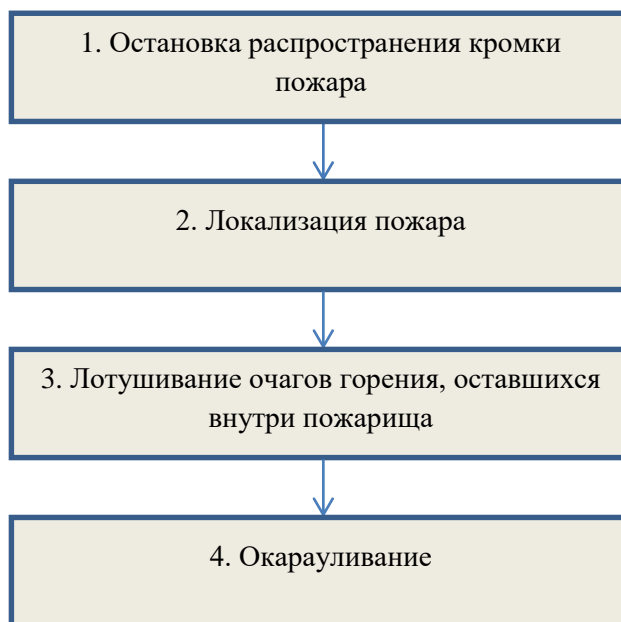 1. Остановка распространения кромки
пожара
2. Локализация пожара
3. Лотушивание очагов горения, оставшихся
внутри пожарища
4. Окарауливание